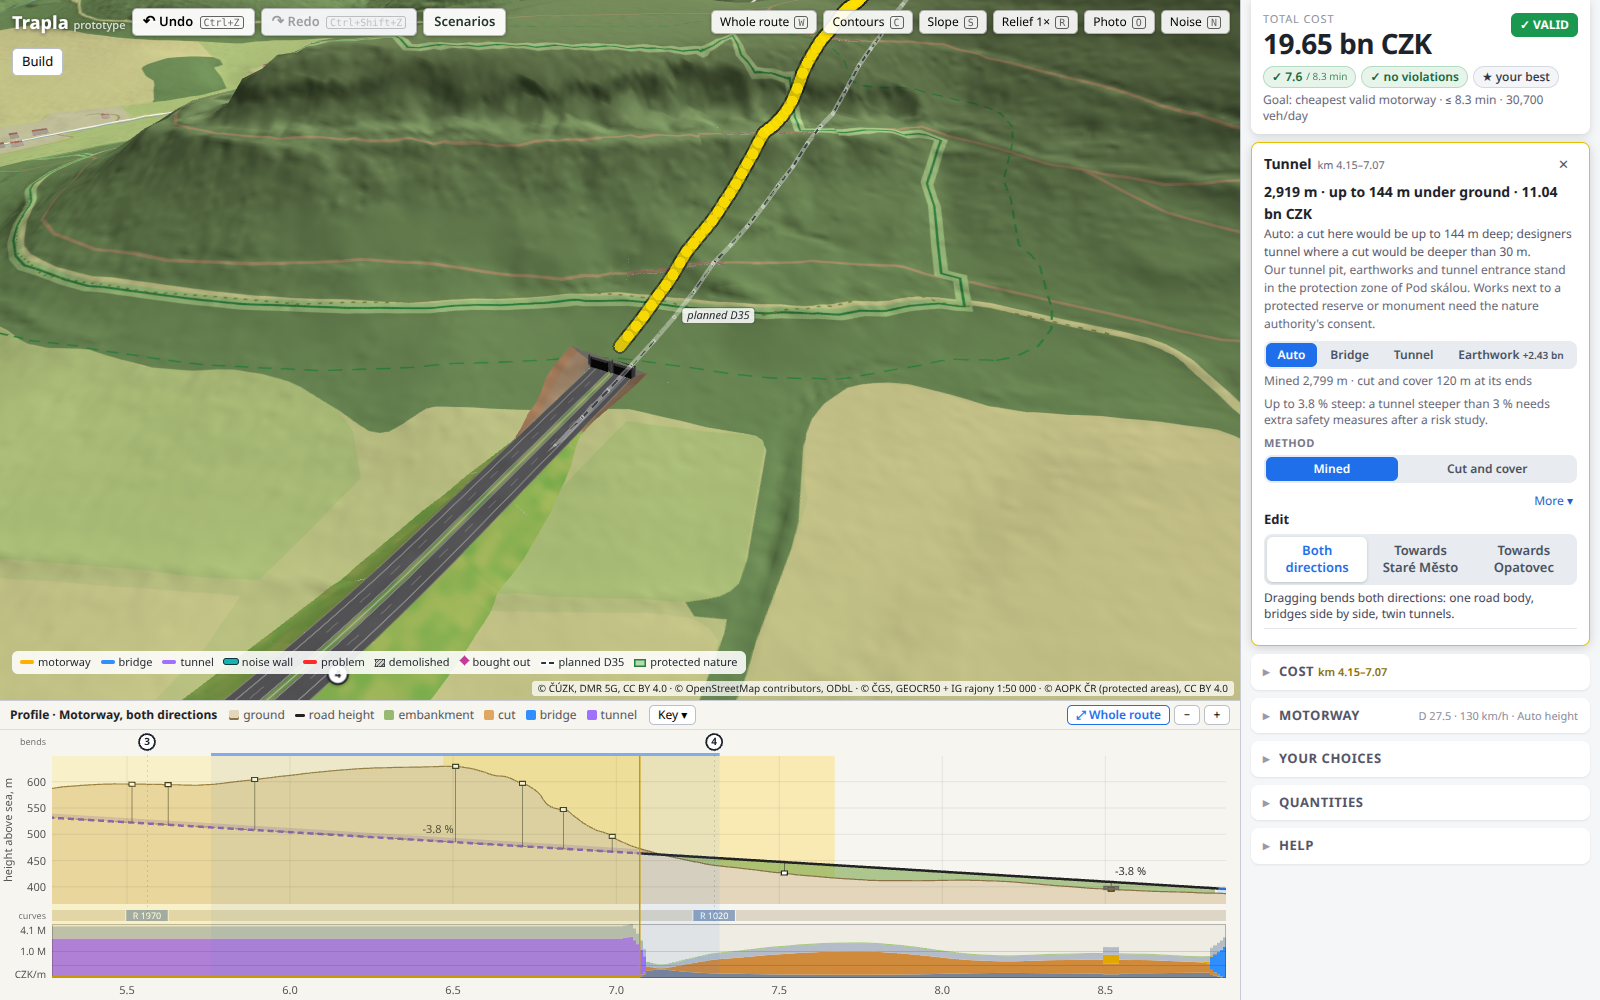 Trapla prototype
↶ Undo Ctrl+Z
↷ Redo Ctrl+Shift+Z
Scenarios
Whole route W
Contours C
Slope S
Relief 1× R
Photo O
Noise N
Build
planned D35
4
motorway bridge tunnel noise wall problem demolished bought out planned D35 protected nature
© ČÚZK, DMR 5G, CC BY 4.0 · © OpenStreetMap contributors, ODbL · © ČGS, GEOCR50 + IG rajony 1:50 000 · © AOPK ČR (protected areas), CC BY 4.0
Profile · Motorway, both directions ground road height embankment cut bridge tunnel Key ▾
⤢ Whole route − +
bends 3 4
height above sea, m
600
550
500
450
400
-3.8 %
-3.8 %
curves R 1970 R 1020
4.1 M
1.0 M
CZK/m
5.5 6.0 6.5 7.0 7.5 8.0 8.5
TOTAL COST
19.65 bn CZK
✓ VALID
✓ 7.6 / 8.3 min ✓ no violations ★ your best
Goal: cheapest valid motorway · ≤ 8.3 min · 30,700
veh/day
Tunnel km 4.15–7.07 ✕
2,919 m · up to 144 m under ground · 11.04
bn CZK
Auto: a cut here would be up to 144 m deep; designers
tunnel where a cut would be deeper than 30 m.
Our tunnel pit, earthworks and tunnel entrance stand
in the protection zone of Pod skálou. Works next to a
protected reserve or monument need the nature
authority's consent.
Auto Bridge Tunnel Earthwork +2.43 bn
Mined 2,799 m · cut and cover 120 m at its ends
Up to 3.8 % steep: a tunnel steeper than 3 % needs
extra safety measures after a risk study.
METHOD
Mined Cut and cover
More ▾
Edit
Both directions
Towards Staré Město
Towards Opatovec
Dragging bends both directions: one road body,
bridges side by side, twin tunnels.
▶ COST km 4.15–7.07
▶ MOTORWAY D 27.5 · 130 km/h · Auto height
▶ YOUR CHOICES
▶ QUANTITIES
▶ HELP